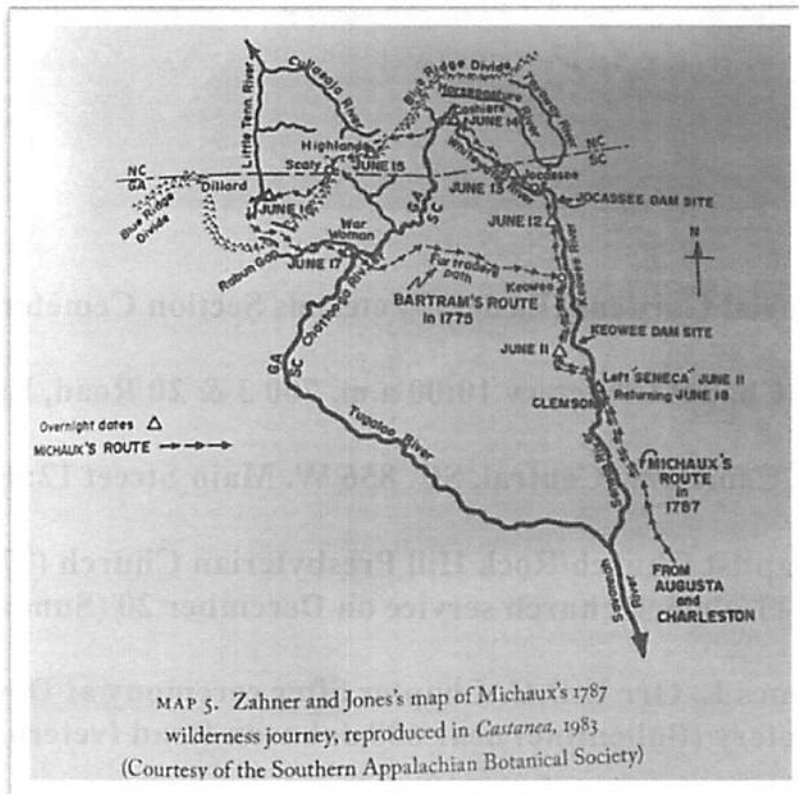 Blue Ridge Divide
Cullasaja River
Horsepasture
River
Toxaway River
Cashiers
JUNE 14
Little Tenn. River
Highlands
JUNE 15
Whitewater River
NC
SC
NC
GA
Scaly
Dillard
JUNE 13
Jocassee
JOCASSEE DAM SITE
Blue Ridge
Divide
JUNE 16
GA
SC
JUNE 12
N
War
Woman
Rabun Gap
JUNE 17
Fur traders
path
Keowee
Keowee River
Chattooga River
BARTRAM'S ROUTE
in 1775
KEOWEE DAM SITE
JUNE 11
GA
SC
Left "SENECA" JUNE 11
Returning JUNE 18
CLEMSON
Overnight dates
MICHAUX'S ROUTE
Tugaloo River
Seneca River
MICHAUX'S
ROUTE
in
1787
FROM
AUGUSTA
and
CHARLESTON
Savannah
River
MAP 5. Zahner and Jones's map of Michaux's 1787
wilderness journey, reproduced in Castanea, 1983
(Courtesy of the Southern Appalachian Botanical Society)